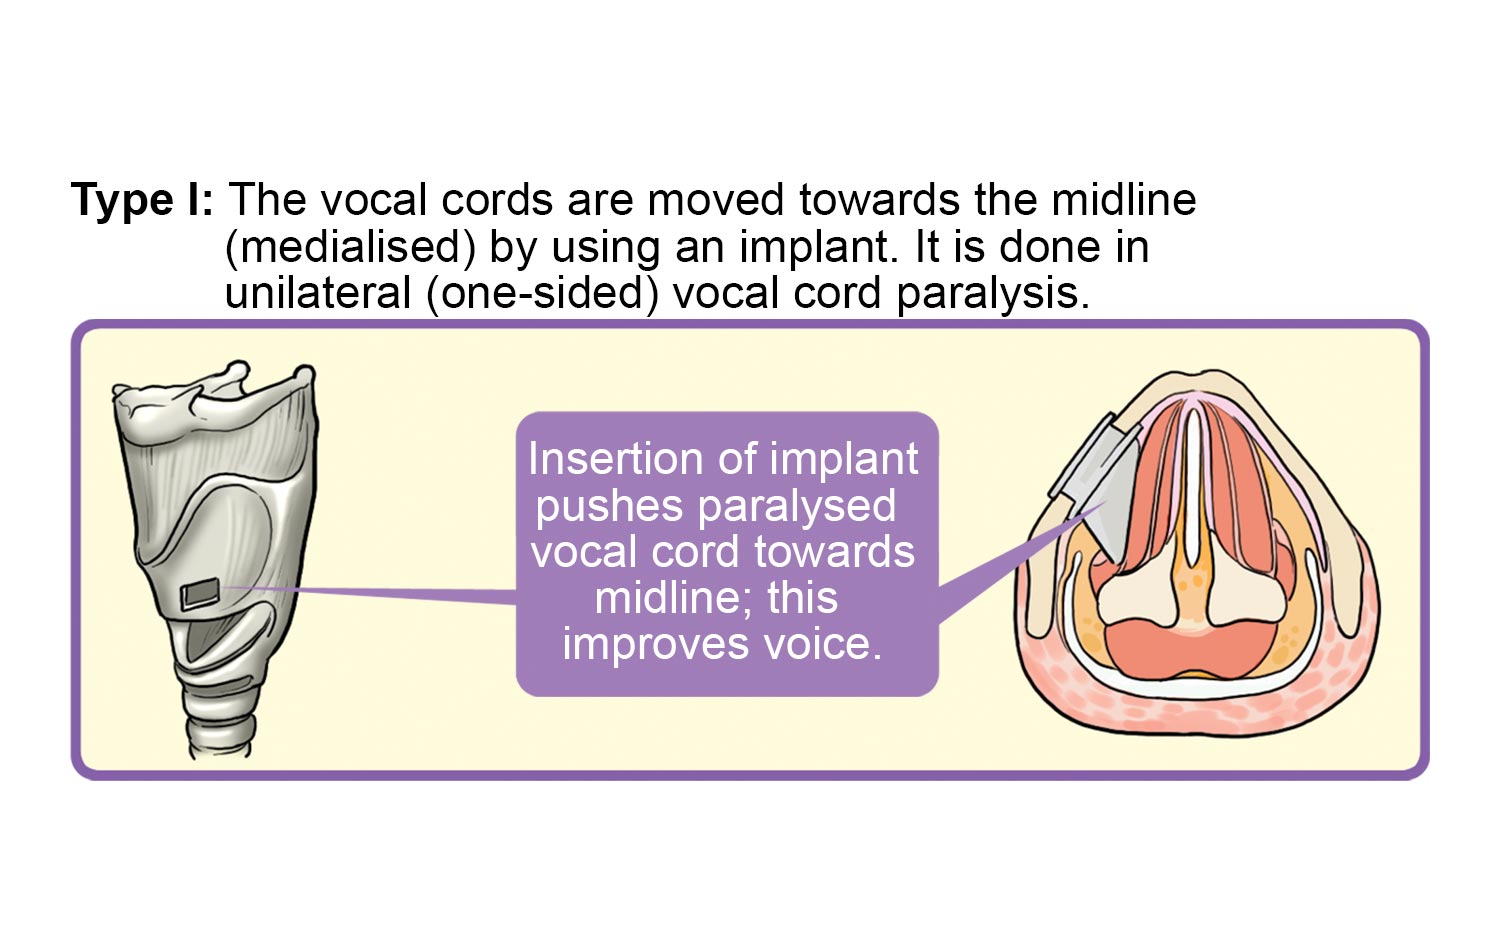 Type I: The vocal cords are moved towards the midline
(medialised) by using an implant. It is done in
unilateral (one-sided) vocal cord paralysis.
Insertion of implant
pushes paralysed
vocal cord towards
midline; this
improves voice.